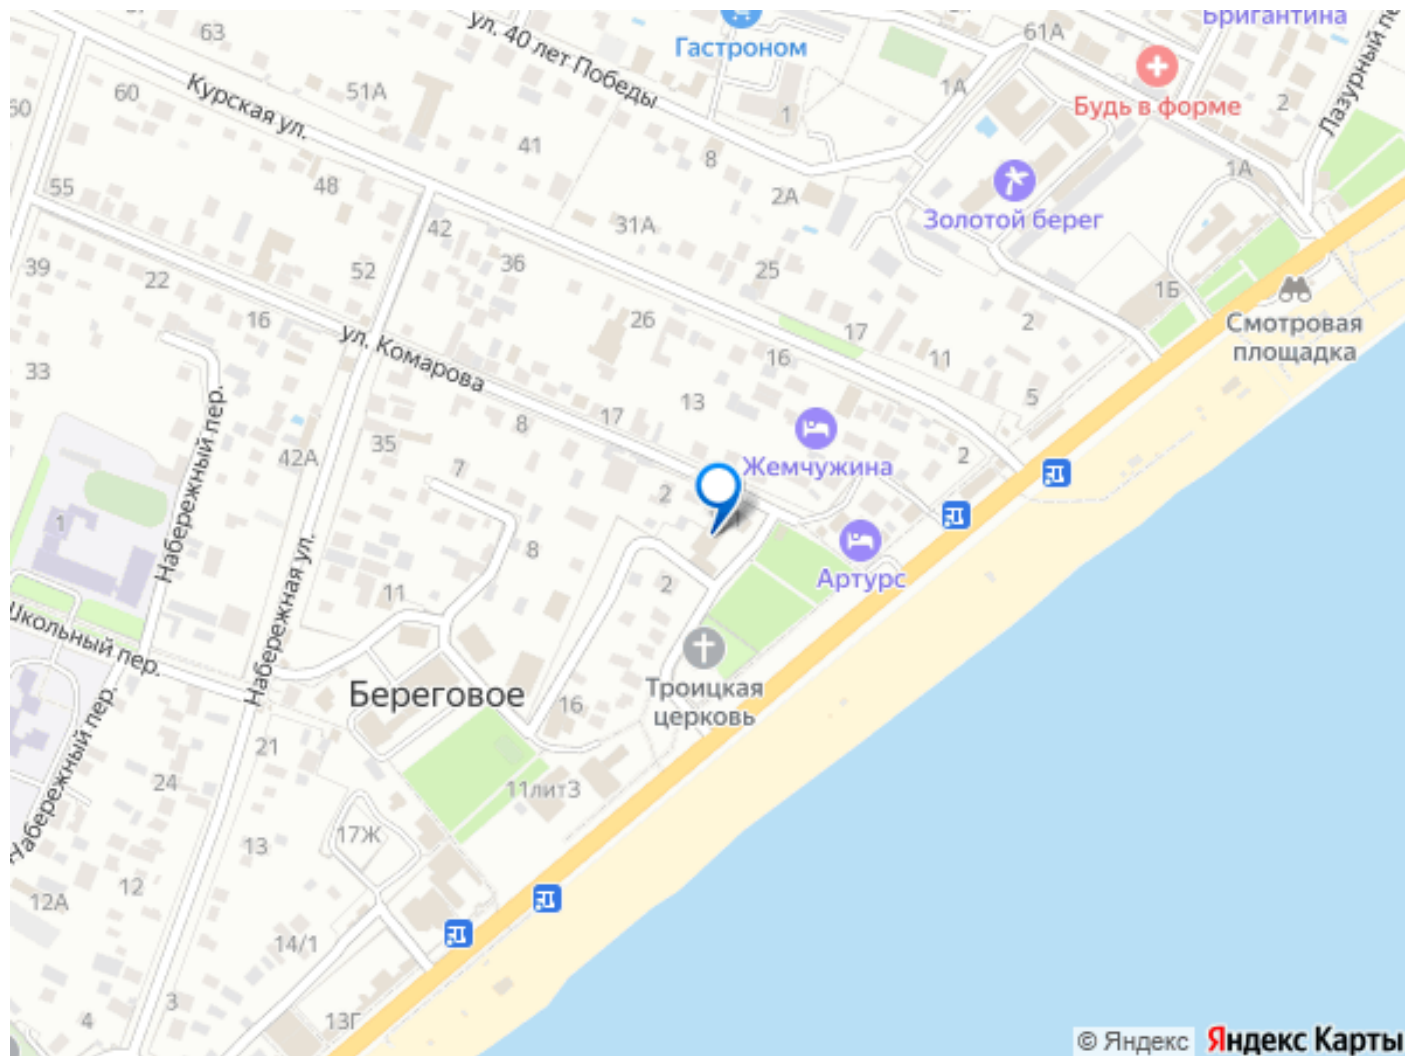 63
ул. 40 лет Победы
Гастроном
61А
Бригантина
Лазурный пе
60
60
51А
Курская ул.
1
1А
Будь в форме
2
41
8
2А
1А
55
48
42
31А
Золотой берег
39
22
52
36
25
1Б
16
26
17
2
Смотровая
площадка
ул. Комарова
16
11
33
13
5
Набережный пер.
8
17
35
42А
7
Жемчужина
2
2
1
8
Артурс
11
2
Школьный пер.
Набережная ул.
Береговое
Троицкая
церковь
16
Набережный пер.
21
24
11лит3
17Ж
13
12
12А
14/1
3
4
13Г
© Яндекс
Яндекс Карты